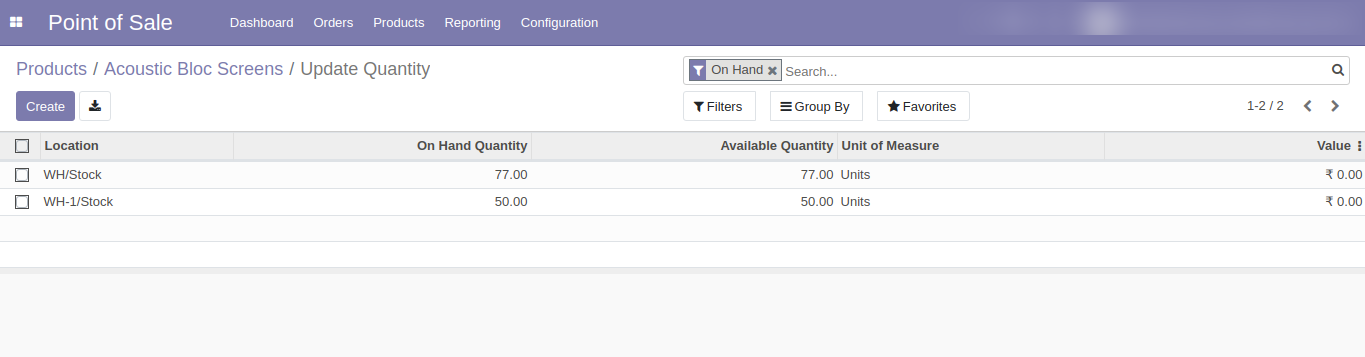 Point of Sale Dashboard Orders Products Reporting Configuration
Products / Acoustic Bloc Screens / Update Quantity On Hand Search...
Create Filters Group By Favorites 1-2 / 2
Location On Hand Quantity Available Quantity Unit of Measure Value
WH/Stock 77.00 77.00 Units ₹ 0.00
WH-1/Stock 50.00 50.00 Units ₹ 0.00